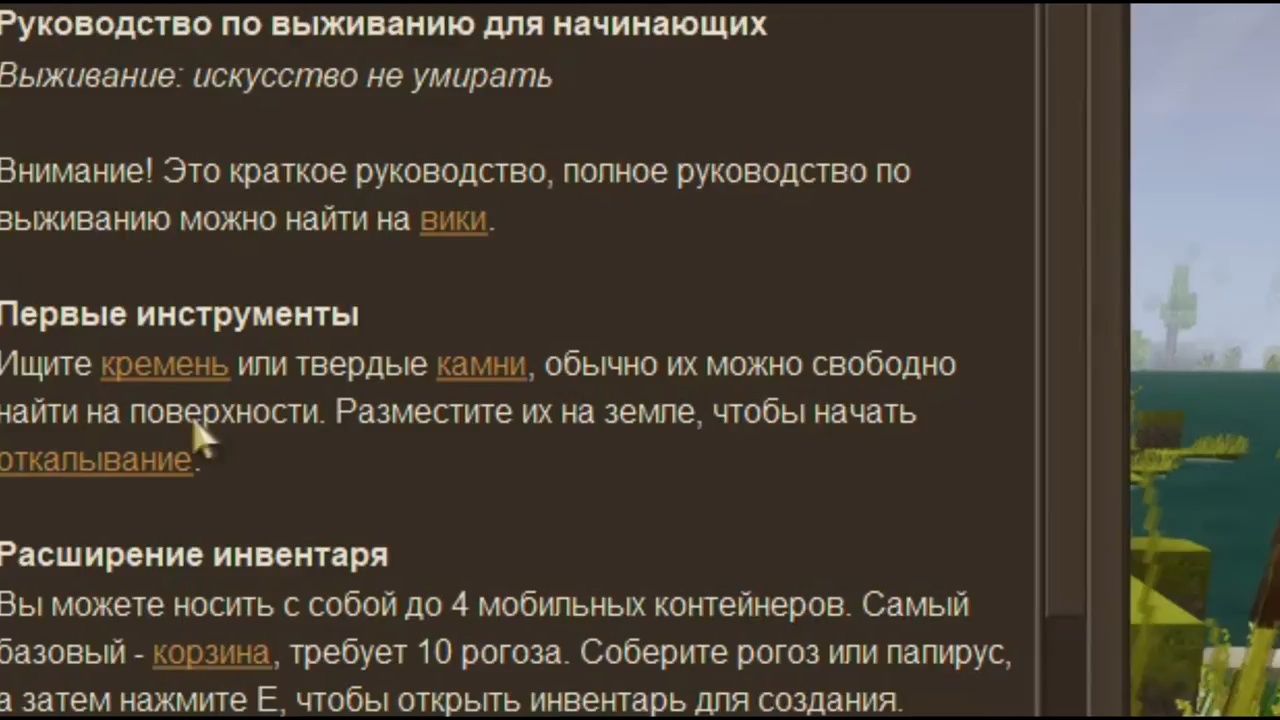 Руководство по выживанию для начинающих
Выживание: искусство не умирать
Внимание! Это краткое руководство, полное руководство по
выживанию можно найти на вики.
Первые инструменты
Ищите кремень или твердые камни, обычно их можно свободно
найти на поверхности. Разместите их на земле, чтобы начать
откалывание.
Расширение инвентаря
Вы можете носить с собой до 4 мобильных контейнеров. Самый
базовый - корзина, требует 10 рогоза. Соберите рогоз или папирус,
а затем нажмите E, чтобы открыть инвентарь для создания.